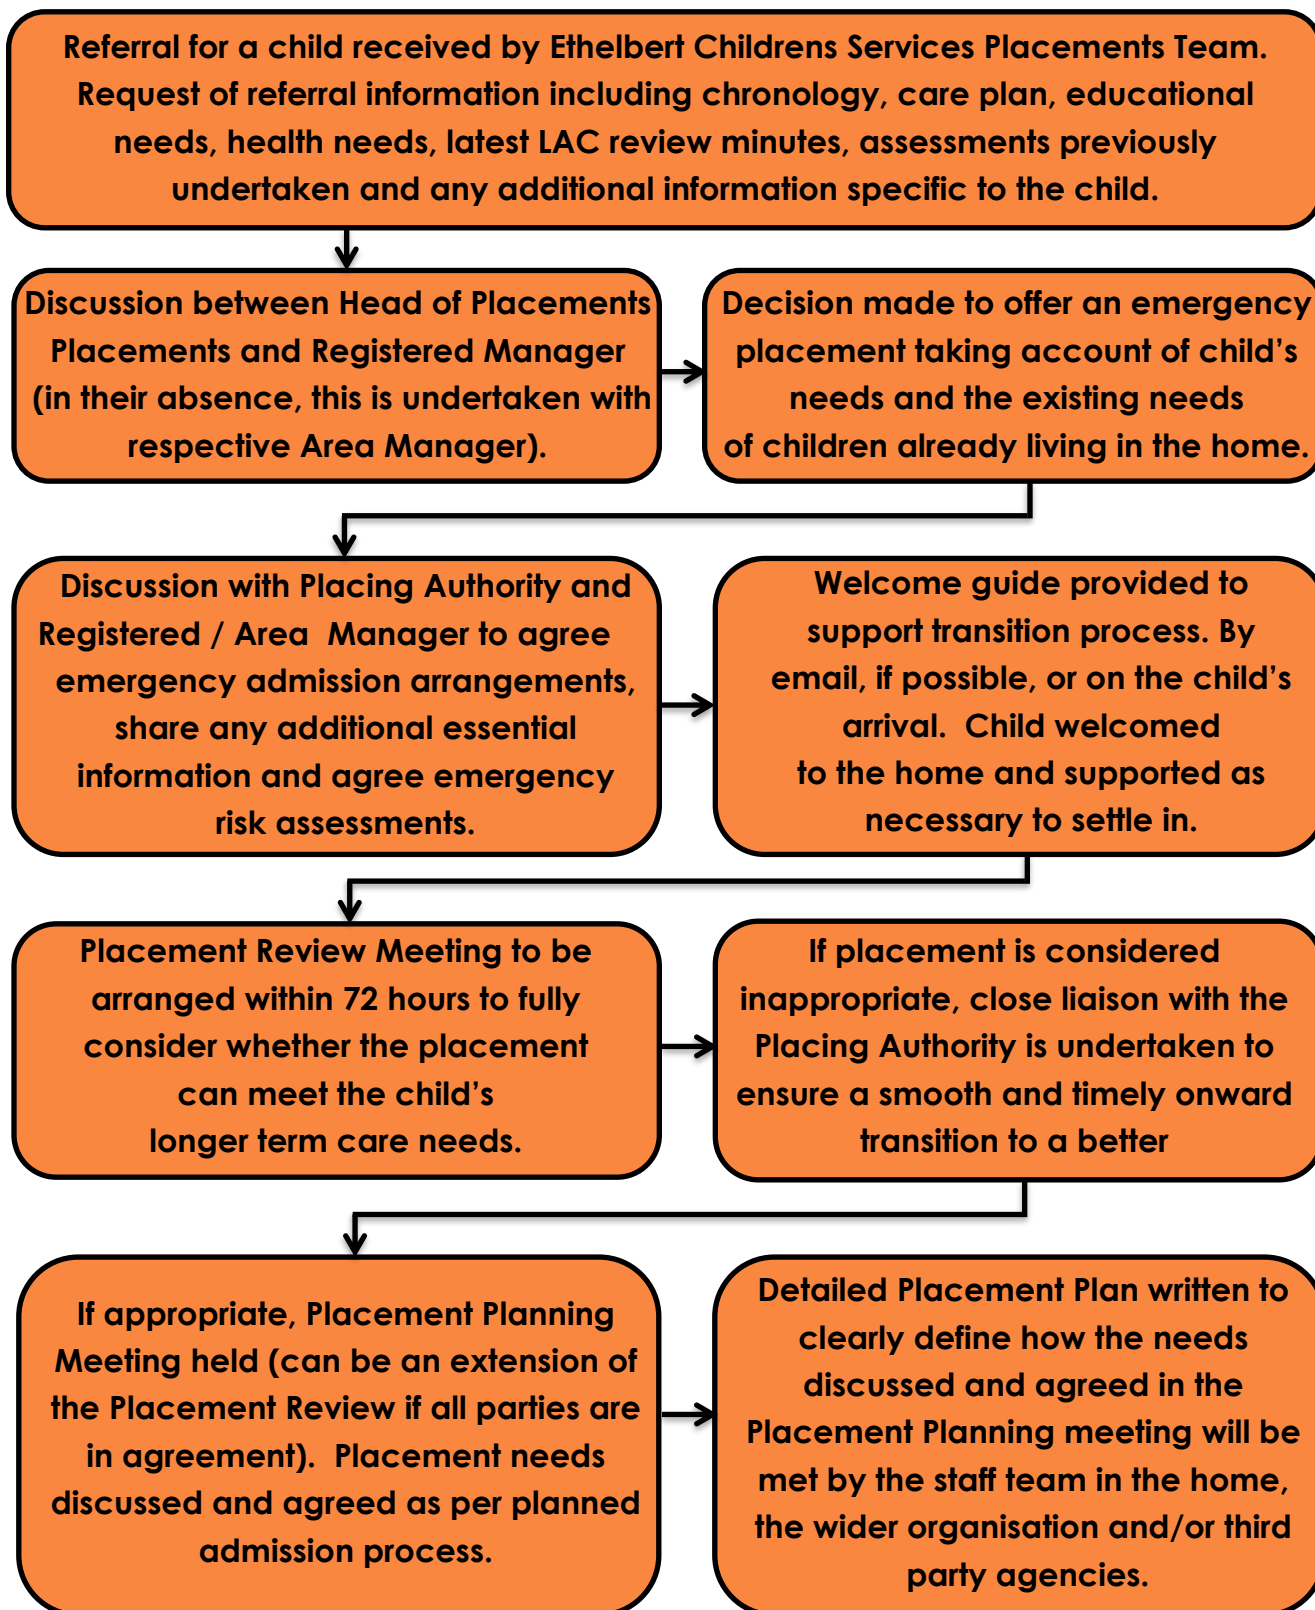 Referral for a child received by Ethelbert Childrens Services Placements Team.
Request of referral information including chronology, care plan, educational
needs, health needs, latest LAC review minutes, assessments previously
undertaken and any additional information specific to the child.
Discussion between Head of Placements
Placements and Registered Manager
(in their absence, this is undertaken with
respective Area Manager).
Decision made to offer an emergency
placement taking account of child’s
needs and the existing needs
of children already living in the home.
Discussion with Placing Authority and
Registered / Area  Manager to agree
emergency admission arrangements,
share any additional essential
information and agree emergency
risk assessments.
Welcome guide provided to
support transition process. By
email, if possible, or on the child’s
arrival.  Child welcomed
to the home and supported as
necessary to settle in.
Placement Review Meeting to be
arranged within 72 hours to fully
consider whether the placement
can meet the child’s
longer term care needs.
If placement is considered
inappropriate, close liaison with the
Placing Authority is undertaken to
ensure a smooth and timely onward
transition to a better
If appropriate, Placement Planning
Meeting held (can be an extension of
the Placement Review if all parties are
in agreement).  Placement needs
discussed and agreed as per planned
admission process.
Detailed Placement Plan written to
clearly define how the needs
discussed and agreed in the
Placement Planning meeting will be
met by the staff team in the home,
the wider organisation and/or third
party agencies.